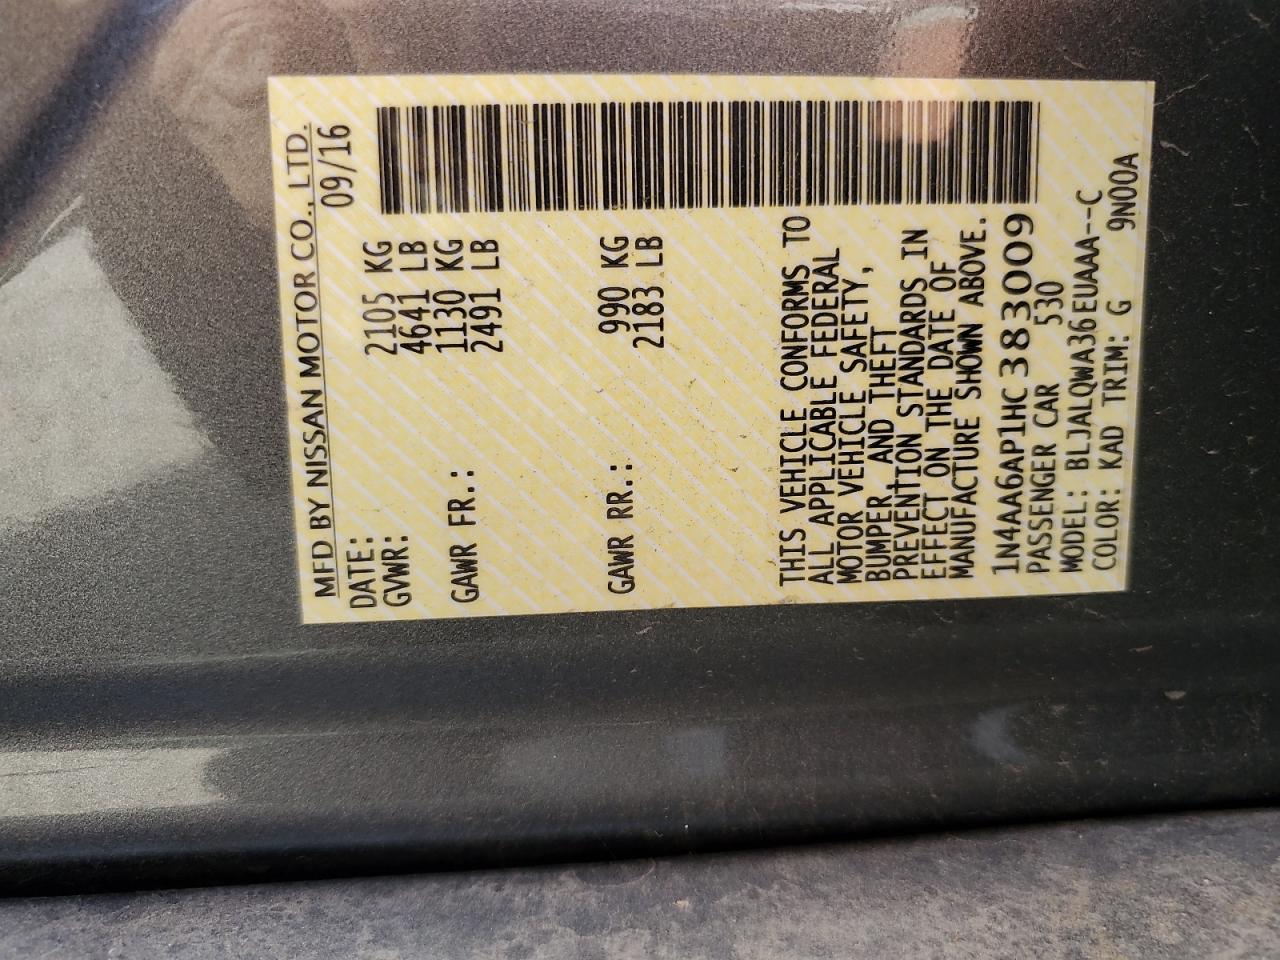 MFD BY NISSAN MOTOR CO., LTD.
DATE: 09/16
GVWR: 2105 KG
4641 LB
GAWR FR.: 1130 KG
2491 LB
GAWR RR.: 990 KG
2183 LB
THIS VEHICLE CONFORMS TO
ALL APPLICABLE FEDERAL
MOTOR VEHICLE SAFETY,
BUMPER, AND THEFT
PREVENTION STANDARDS IN
EFFECT ON THE DATE OF
MANUFACTURE SHOWN ABOVE.
1N4AA6AP1HC383009
PASSENGER CAR 530
MODEL: BLJALQWA36EUAAA--C
COLOR: KAD TRIM: G 9N00A